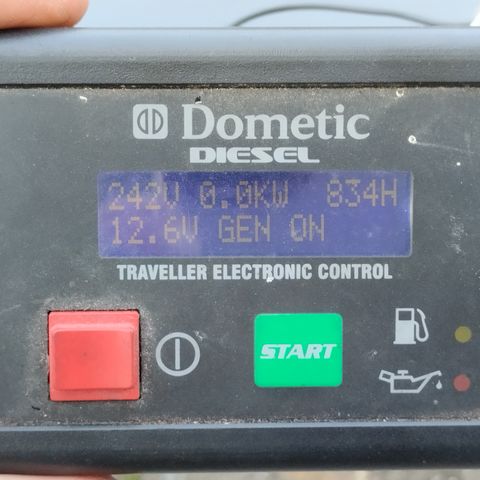 Dometic
DIESEL
242V 0.0KW 834H
12.6V GEN ON
TRAVELLER ELECTRONIC CONTROL
START